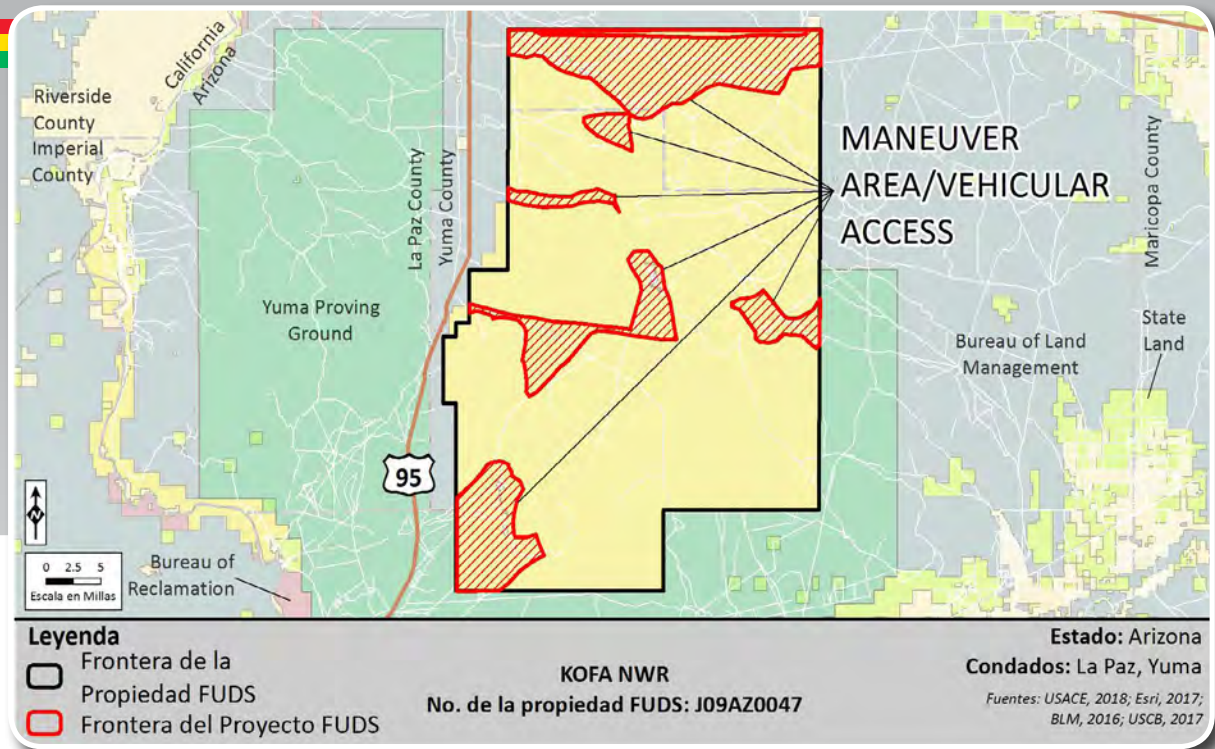 California
Arizona
Riverside
County
Imperial
County
La Paz County
Yuma County
Yuma Proving
Ground
MANEUVER
AREA/VEHICULAR
ACCESS
Maricopa County
Bureau of Land
Management
State
Land
95
N
0 2.5 5
Escala en Millas
Bureau of
Reclamation
Leyenda
Frontera de la
Propiedad FUDS
Frontera del Proyecto FUDS
KOFA NWR
No. de la propiedad FUDS: J09AZ0047
Estado: Arizona
Condados: La Paz, Yuma
Fuentes: USACE, 2018; Esri, 2017;
BLM, 2016; USCB, 2017